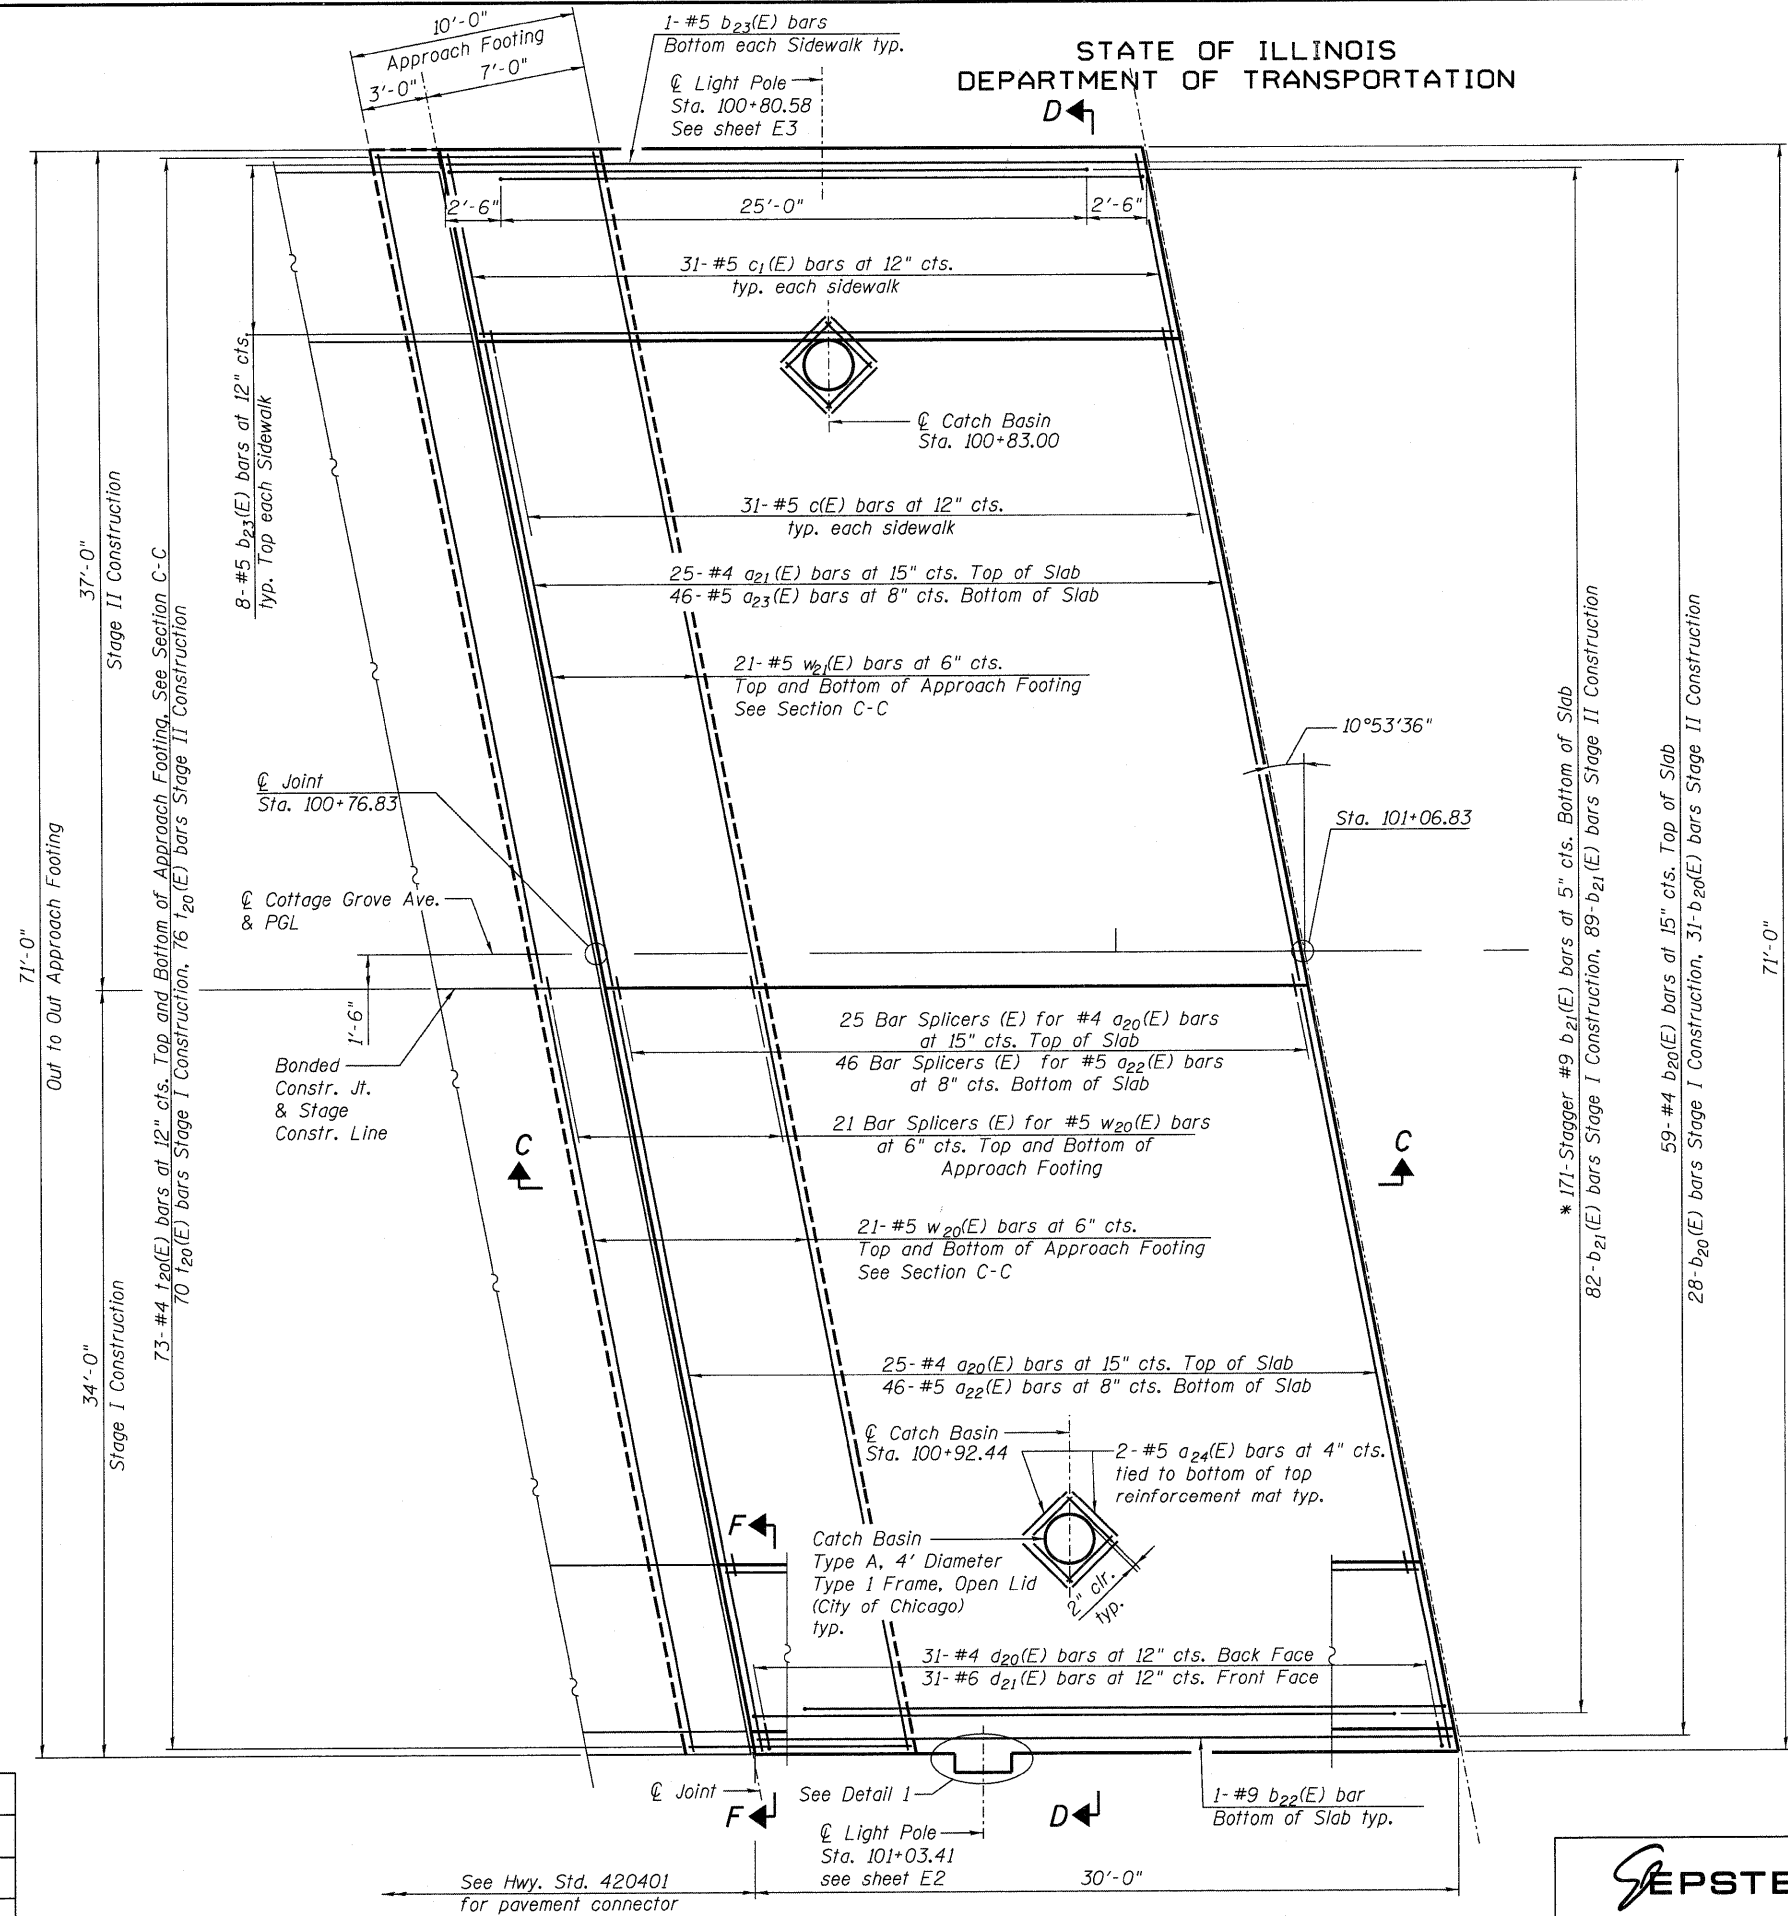 STATE OF ILLINOIS
DEPARTMENT OF TRANSPORTATION
10'-0"
Approach Footing
3'-0"
7'-0"
1- #5 b23(E) bars
Bottom each Sidewalk typ.
℄ Light Pole
Sta. 100+80.58
See sheet E3
D
2'-6"
25'-0"
2'-6"
31- #5 c1(E) bars at 12" cts.
typ. each sidewalk
8- #5 b23(E) bars at 12" cts.
typ. Top each Sidewalk
℄ Catch Basin
Sta. 100+83.00
31- #5 c(E) bars at 12" cts.
typ. each sidewalk
25- #4 a21(E) bars at 15" cts. Top of Slab
46- #5 a23(E) bars at 8" cts. Bottom of Slab
21- #5 w21(E) bars at 6" cts.
Top and Bottom of Approach Footing
See Section C-C
10°53'36"
℄ Joint
Sta. 100+76.83
Sta. 101+06.83
℄ Cottage Grove Ave.
& PGL
1'-6"
Bonded
Constr. Jt.
& Stage
Constr. Line
71'-0"
Out to Out Approach Footing
37'-0"
Stage II Construction
34'-0"
Stage I Construction
73- #4 t20(E) bars at 12" cts. Top and Bottom of Approach Footing, See Section C-C
70 t20(E) bars Stage I Construction, 76 t20(E) bars Stage II Construction
25 Bar Splicers (E) for #4 a20(E) bars
at 15" cts. Top of Slab
46 Bar Splicers (E) for #5 a22(E) bars
at 8" cts. Bottom of Slab
21 Bar Splicers (E) for #5 w20(E) bars
at 6" cts. Top and Bottom of
Approach Footing
C
C
21- #5 w20(E) bars at 6" cts.
Top and Bottom of Approach Footing
See Section C-C
25- #4 a20(E) bars at 15" cts. Top of Slab
46- #5 a22(E) bars at 8" cts. Bottom of Slab
℄ Catch Basin
Sta. 100+92.44
2- #5 a24(E) bars at 4" cts.
tied to bottom of top
reinforcement mat typ.
F
Catch Basin
Type A, 4' Diameter
Type 1 Frame, Open Lid
(City of Chicago)
typ.
2" clr.
typ.
31- #4 d20(E) bars at 12" cts. Back Face
31- #6 d21(E) bars at 12" cts. Front Face
* 171-Stagger #9 b21(E) bars at 5" cts. Bottom of Slab
82- b21(E) bars Stage I Construction, 89- b21(E) bars Stage II Construction
59- #4 b20(E) bars at 15" cts. Top of Slab
28- b20(E) bars Stage I Construction, 31- b20(E) bars Stage II Construction
71'-0"
℄ Joint
See Detail 1
F
D
1- #9 b22(E) bar
Bottom of Slab typ.
℄ Light Pole
Sta. 101+03.41
see sheet E2
30'-0"
See Hwy. Std. 420401
for pavement connector
EPSTE